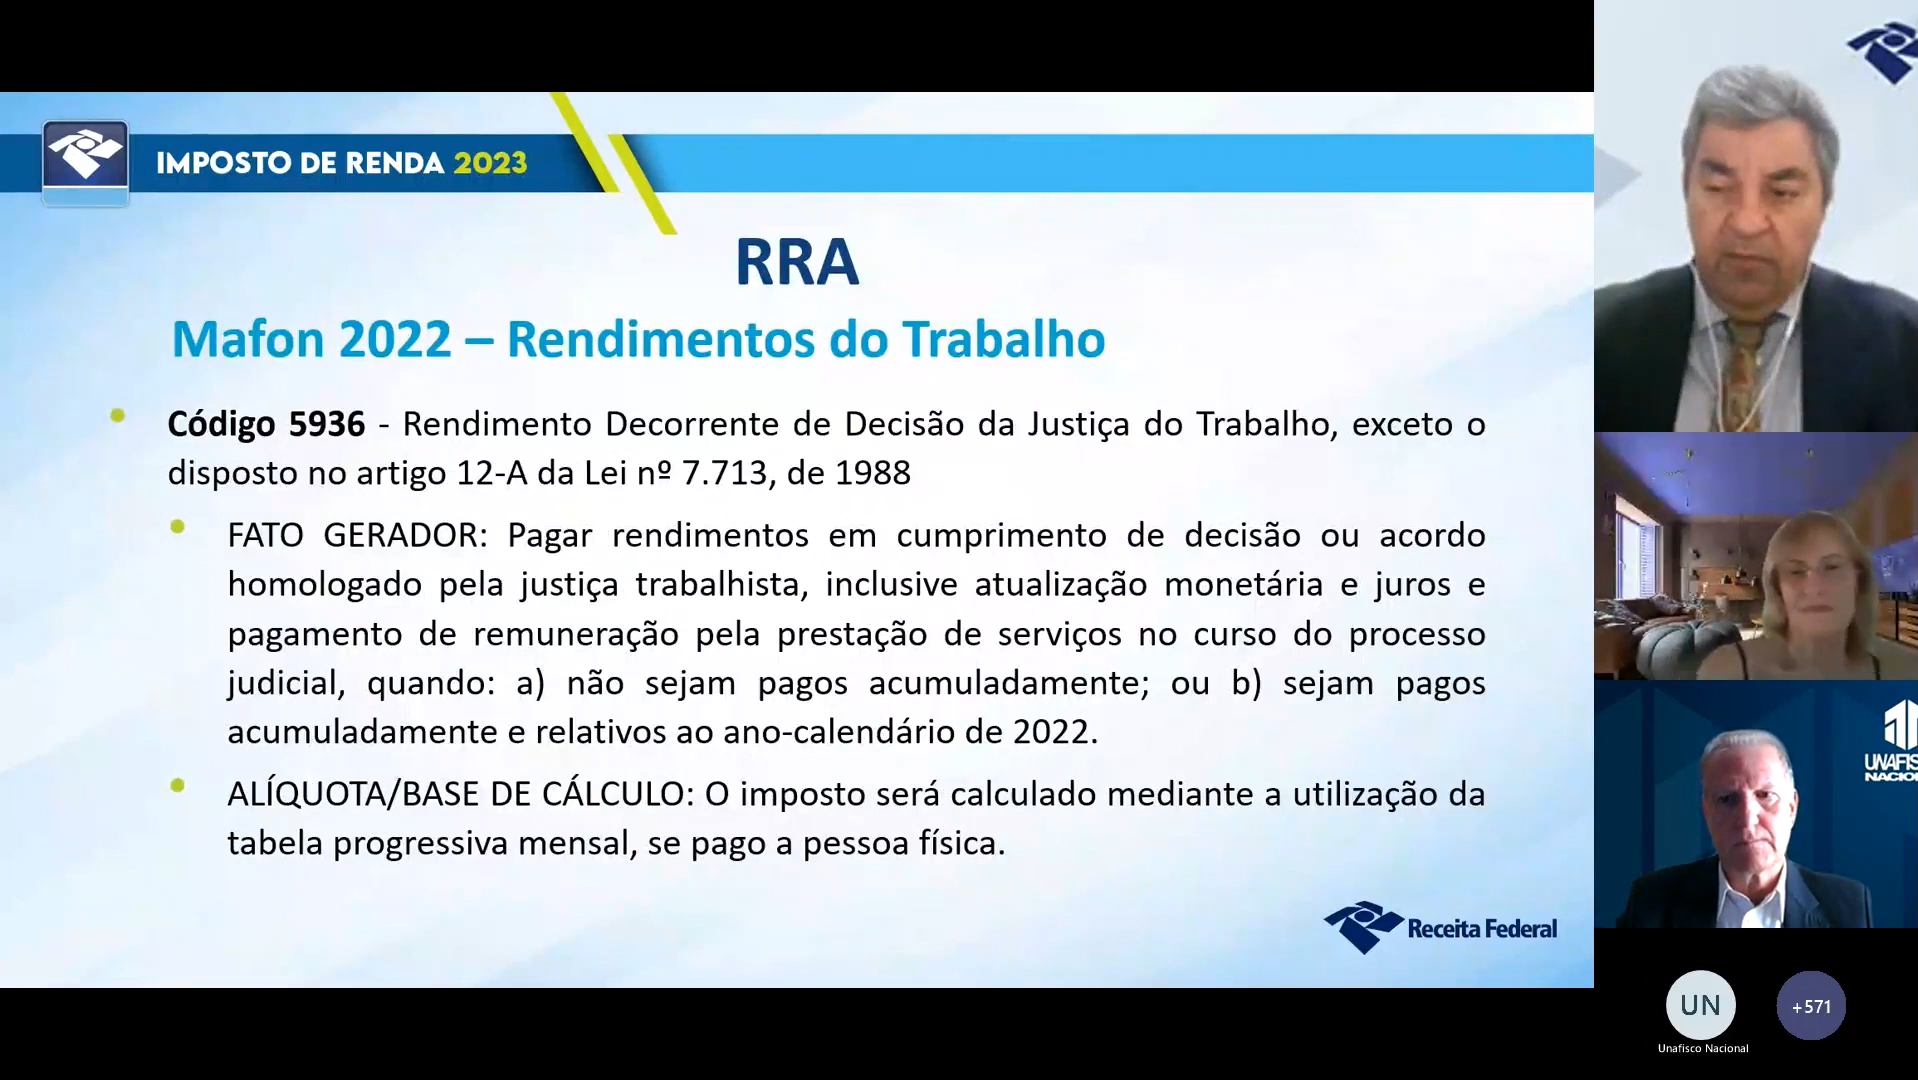 IMPOSTO DE RENDA 2023
RRA
Mafon 2022 – Rendimentos do Trabalho
Código 5936 - Rendimento Decorrente de Decisão da Justiça do Trabalho, exceto o
disposto no artigo 12-A da Lei nº 7.713, de 1988
FATO GERADOR: Pagar rendimentos em cumprimento de decisão ou acordo
homologado pela justiça trabalhista, inclusive atualização monetária e juros e
pagamento de remuneração pela prestação de serviços no curso do processo
judicial, quando: a) não sejam pagos acumuladamente; ou b) sejam pagos
acumuladamente e relativos ao ano-calendário de 2022.
ALÍQUOTA/BASE DE CÁLCULO: O imposto será calculado mediante a utilização da
tabela progressiva mensal, se pago a pessoa física.
Receita Federal
UNAFIS
NACIO
UN
+571
Unafisco Nacional